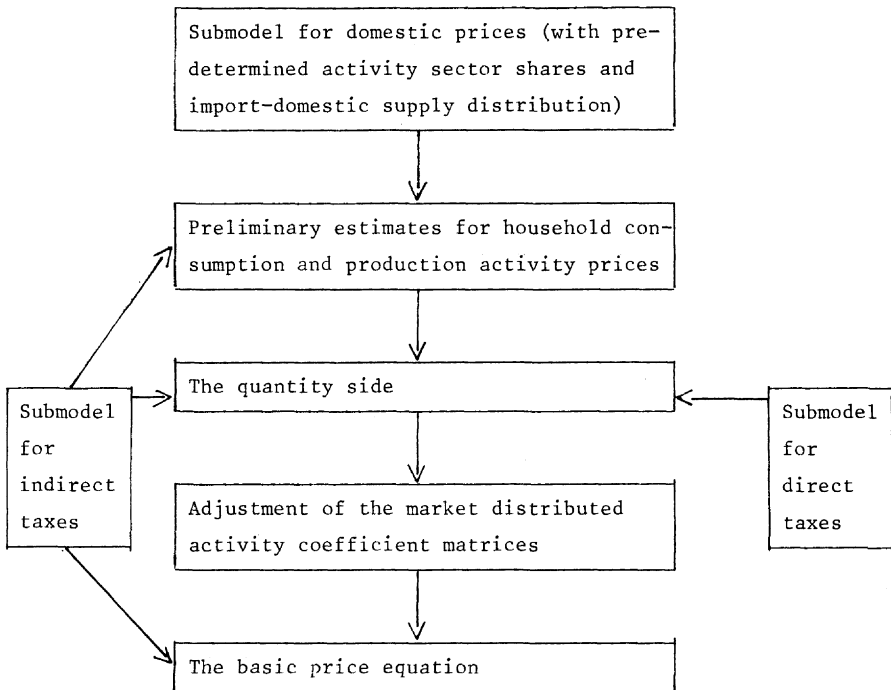 Submodel for domestic prices (with pre-
determined activity sector shares and
import-domestic supply distribution)
Preliminary estimates for household con-
sumption and production activity prices
The quantity side
Submodel
for
indirect
taxes
Submodel
for
direct
taxes
Adjustment of the market distributed
activity coefficient matrices
The basic price equation